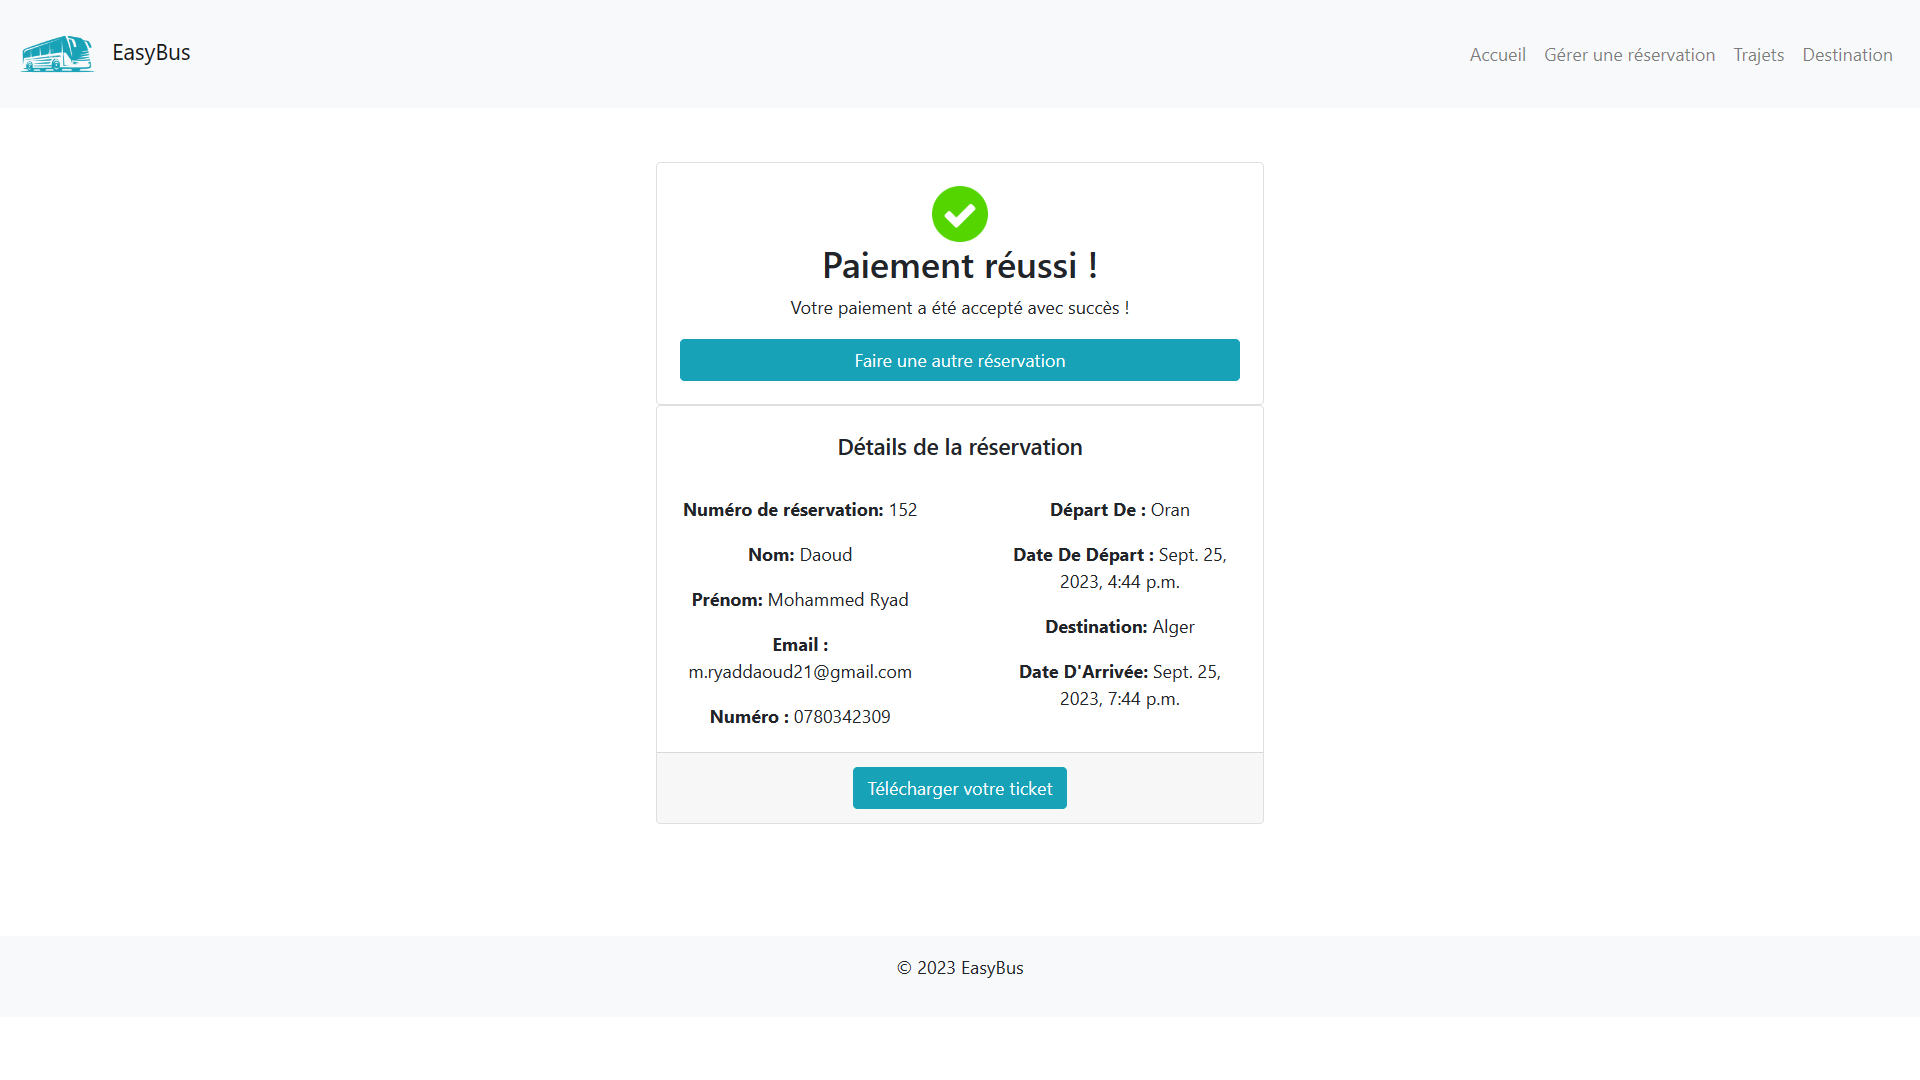 EasyBus
Accueil Gérer une réservation Trajets Destination
Paiement réussi !
Votre paiement a été accepté avec succès !
Faire une autre réservation
Détails de la réservation
Numéro de réservation: 152
Nom: Daoud
Prénom: Mohammed Ryad
Email :
m.ryaddaoud21@gmail.com
Numéro : 0780342309
Départ De : Oran
Date De Départ : Sept. 25,
2023, 4:44 p.m.
Destination: Alger
Date D'Arrivée: Sept. 25,
2023, 7:44 p.m.
Télécharger votre ticket
© 2023 EasyBus